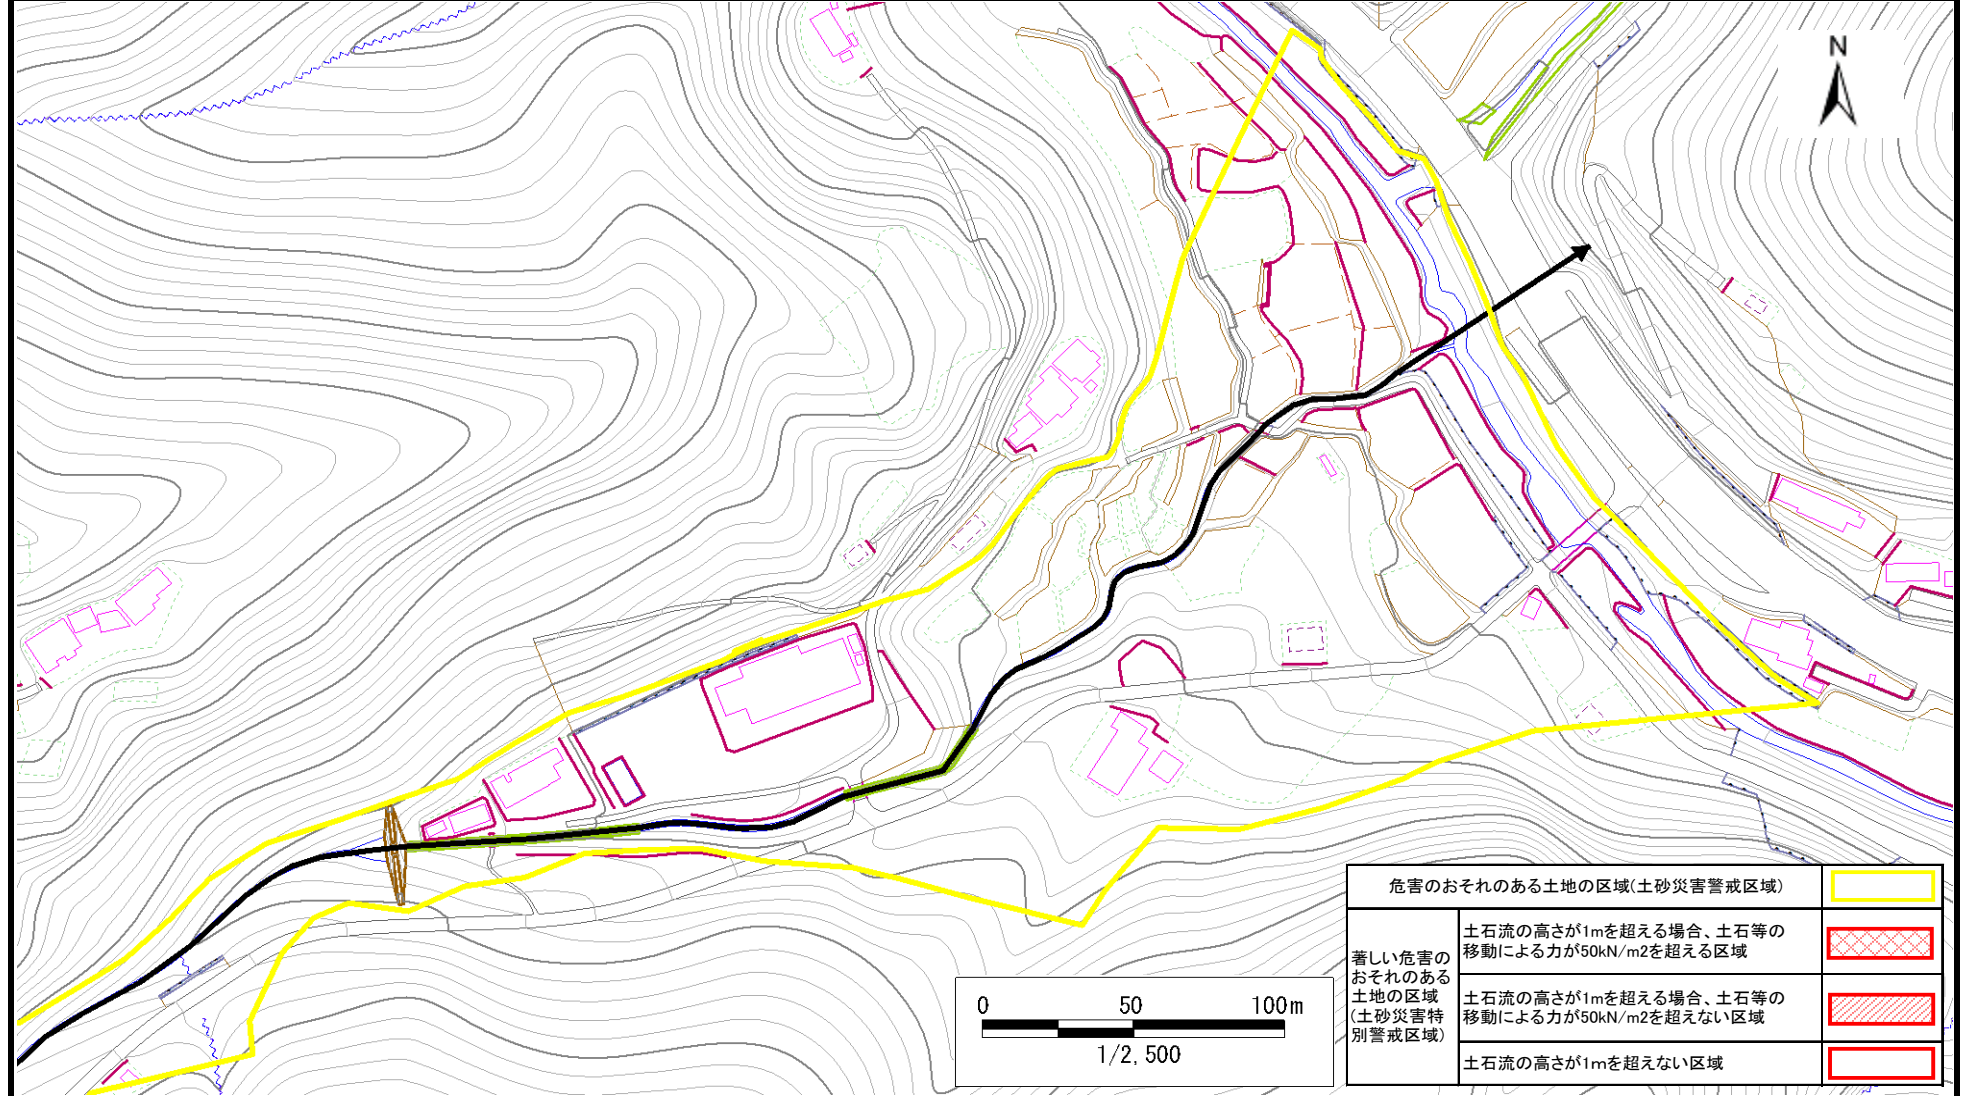 N
危害のおそれのある土地の区域(土砂災害警戒区域)
著しい危害の
おそれのある
土地の区域
(土砂災害特
別警戒区域)
土石流の高さが1mを超える場合、土石等の
移動による力が50kN/m2を超える区域
土石流の高さが1mを超える場合、土石等の
移動による力が50kN/m2を超えない区域
土石流の高さが1mを超えない区域
0 50 100m
1/2,500